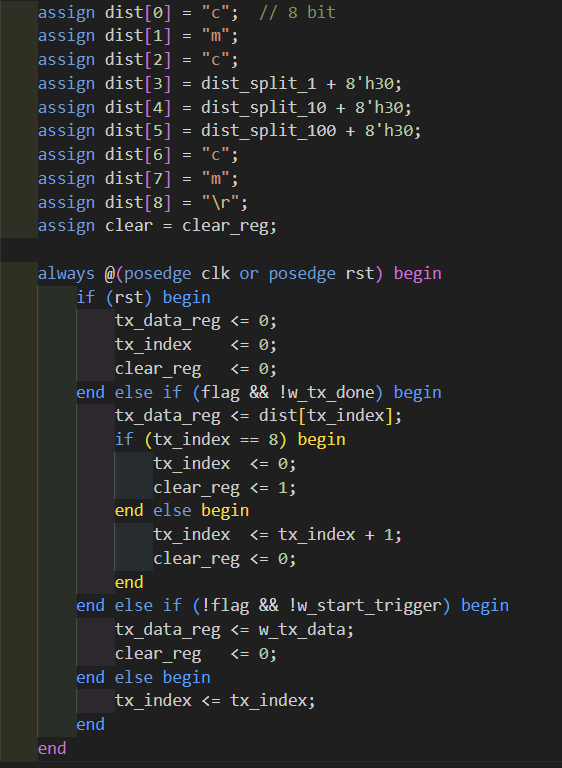 assign dist[0] = "c";  // 8 bit
assign dist[1] = "m";
assign dist[2] = "c";
assign dist[3] = dist_split_1 + 8'h30;
assign dist[4] = dist_split_10 + 8'h30;
assign dist[5] = dist_split_100 + 8'h30;
assign dist[6] = "c";
assign dist[7] = "m";
assign dist[8] = "\r";
assign clear = clear_reg;

always @(posedge clk or posedge rst) begin
    if (rst) begin
        tx_data_reg <= 0;
        tx_index    <= 0;
        clear_reg   <= 0;
    end else if (flag && !w_tx_done) begin
        tx_data_reg <= dist[tx_index];
        if (tx_index == 8) begin
            tx_index  <= 0;
            clear_reg <= 1;
        end else begin
            tx_index  <= tx_index + 1;
            clear_reg <= 0;
        end
    end else if (!flag && !w_start_trigger) begin
        tx_data_reg <= w_tx_data;
        clear_reg   <= 0;
    end else begin
        tx_index <= tx_index;
    end
end